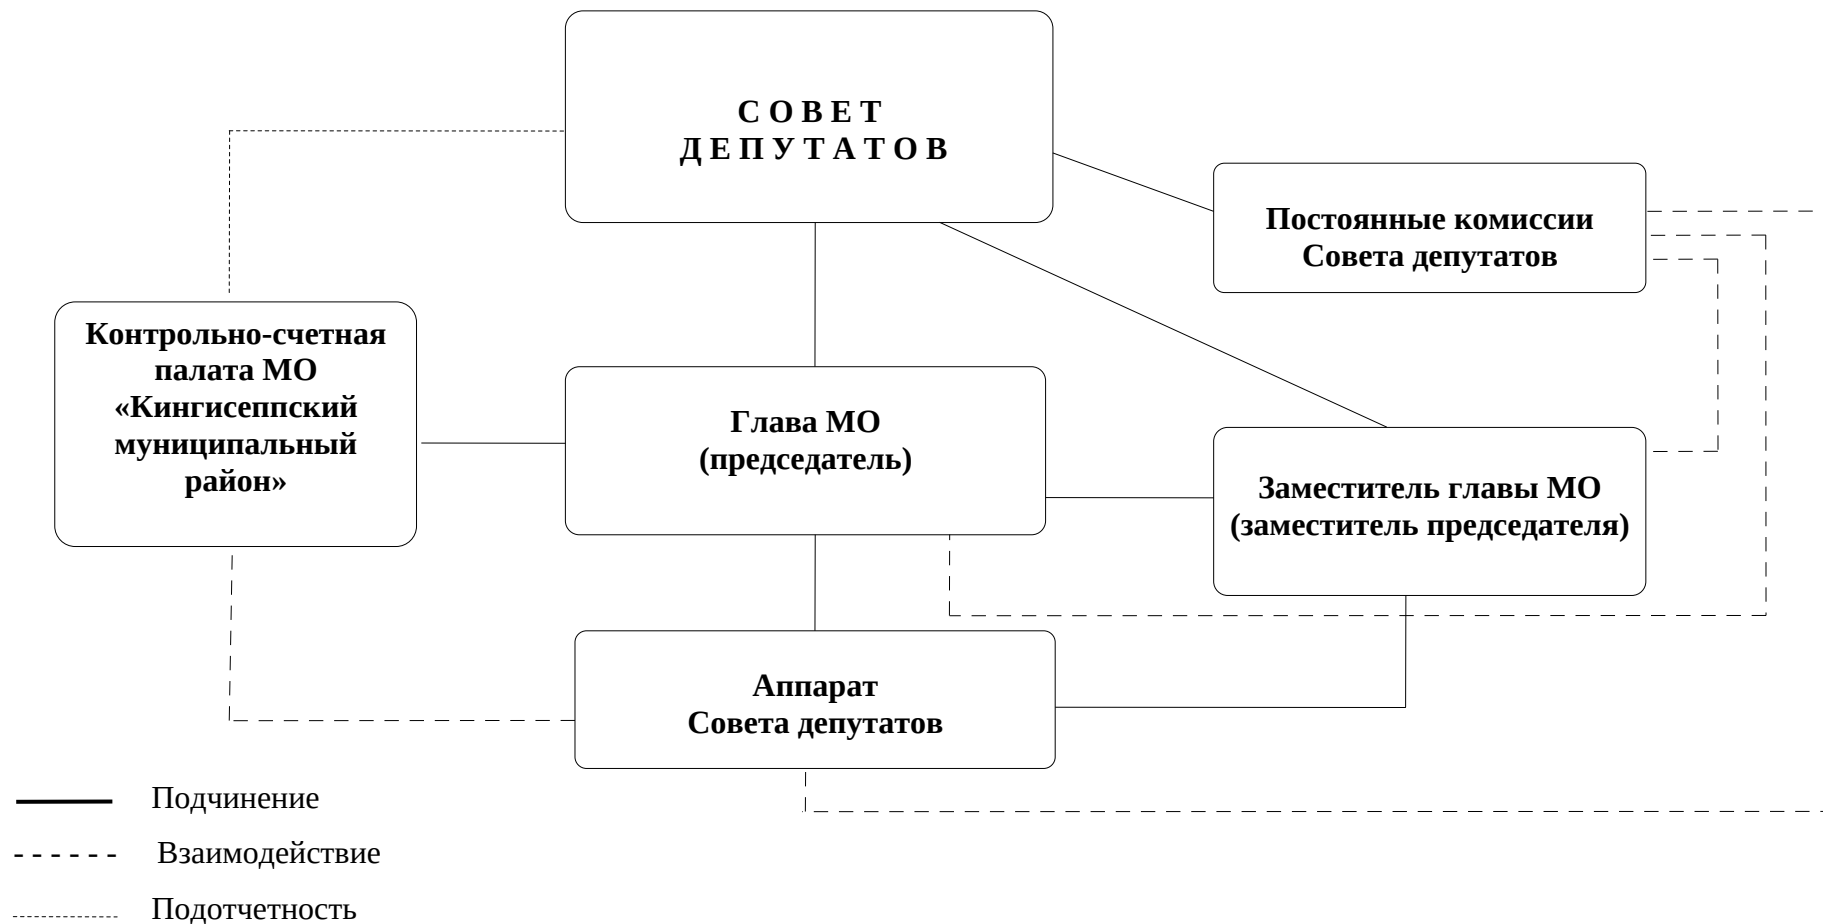 С О В Е Т
Д Е П У Т А Т О В
Постоянные комиссии
Совета депутатов
Контрольно-счетная
палата МО
«Кингисеппский
муниципальный
район»
Глава МО
(председатель)
Заместитель главы МО
(заместитель председателя)
Аппарат
Совета депутатов
Подчинение
Взаимодействие
Подотчетность